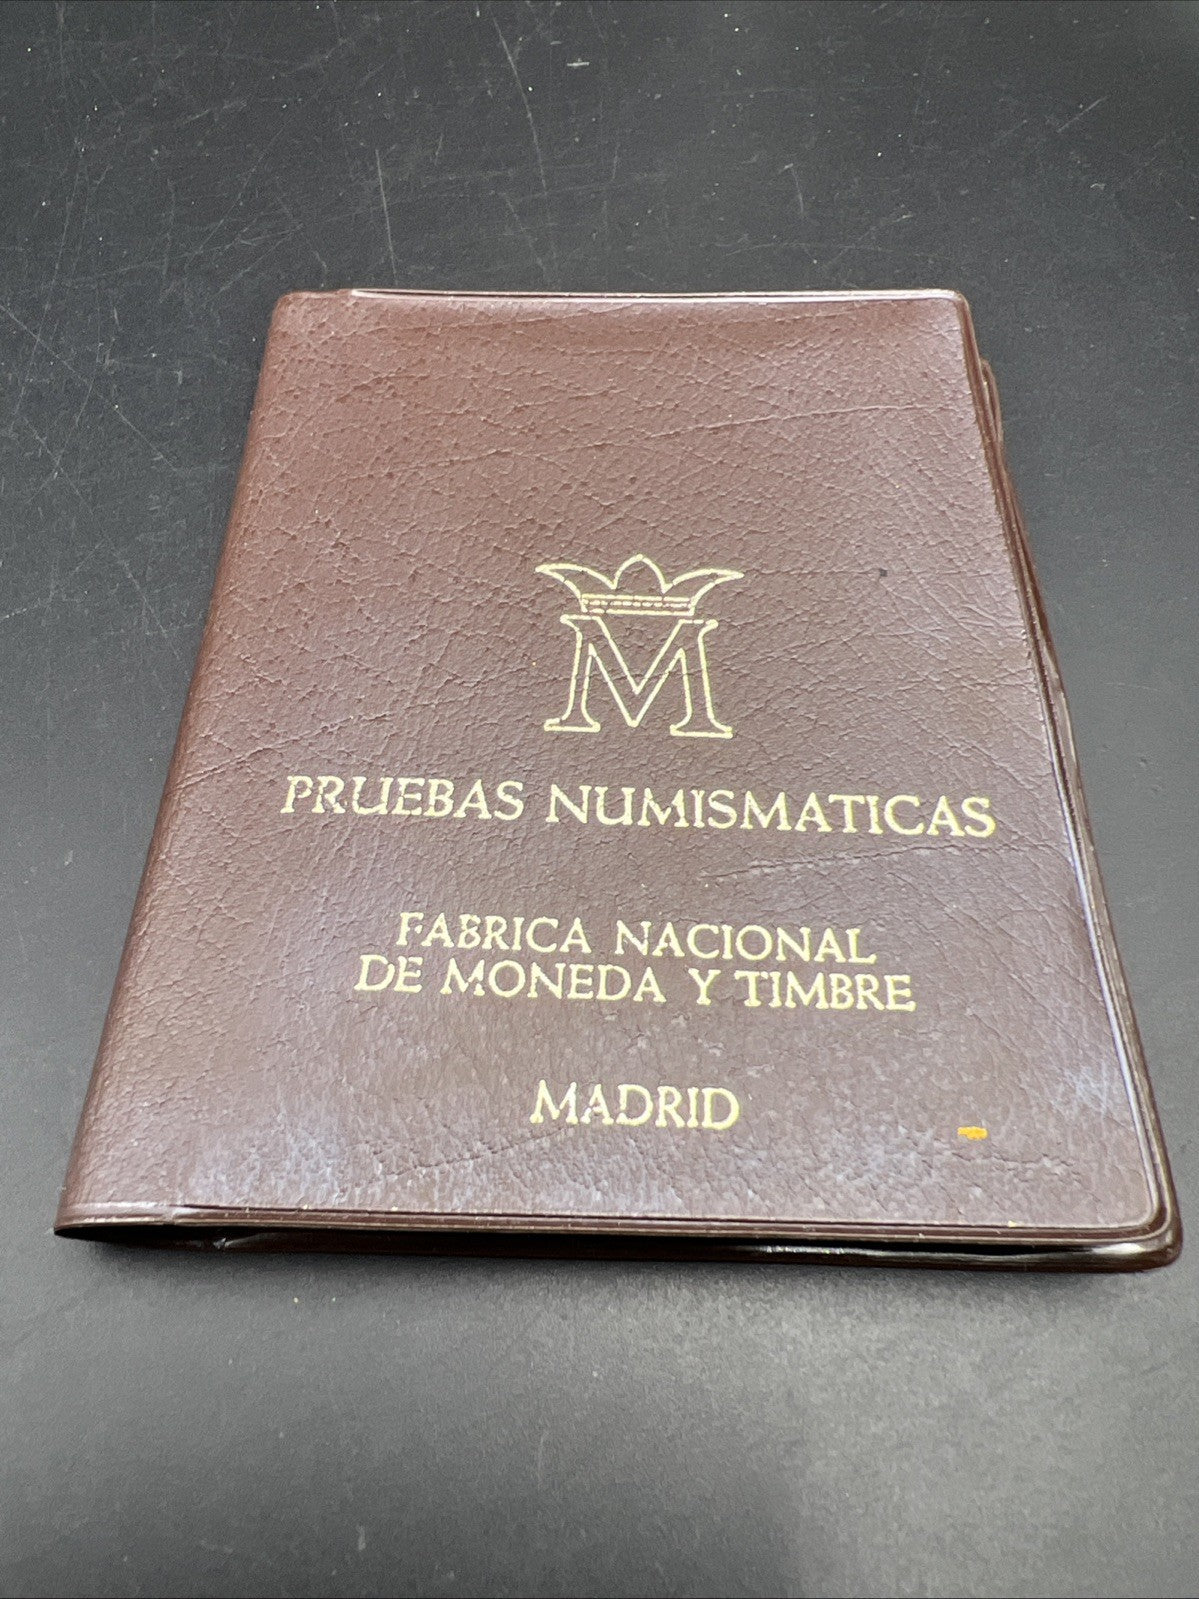 M
PRUEBAS NUMISMATICAS
FABRICA NACIONAL
DE MONEDA Y TIMBRE
MADRID